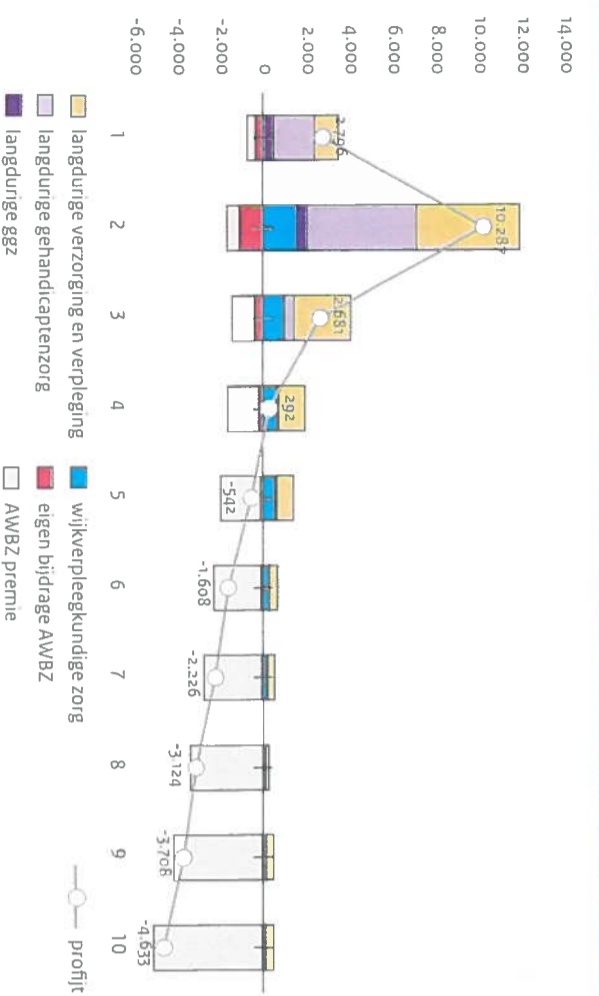 14.000
12.000
10.000
8.000
6.000
4.000
2.000
0
-2.000
-4.000
-6.000
2.796
10.287
2.681
292
-542
-1.608
-2.226
-3.124
-3.708
-4.633
1 2 3 4 5 6 7 8 9 10
langdurige verzorging en verpleging
wijkverpleegkundige zorg
profijt
langdurige gehandicaptenzorg
eigen bijdrage AWBZ
langdurige ggz
AWBZ premie